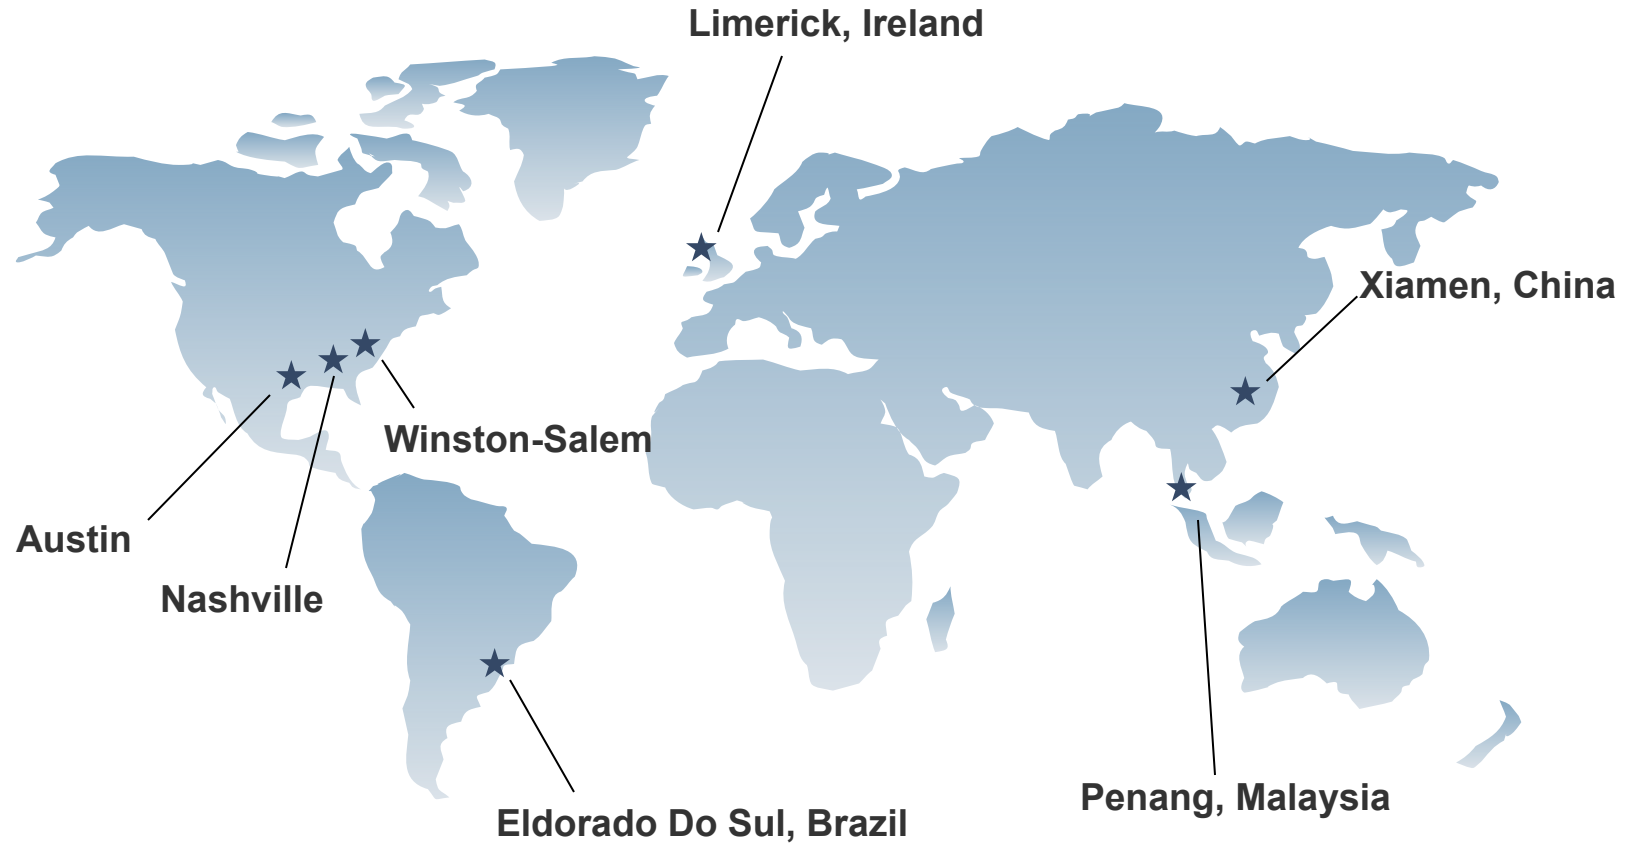 Limerick, Ireland
Xiamen, China
Winston-Salem
Austin
Nashville
Penang, Malaysia
Eldorado Do Sul, Brazil